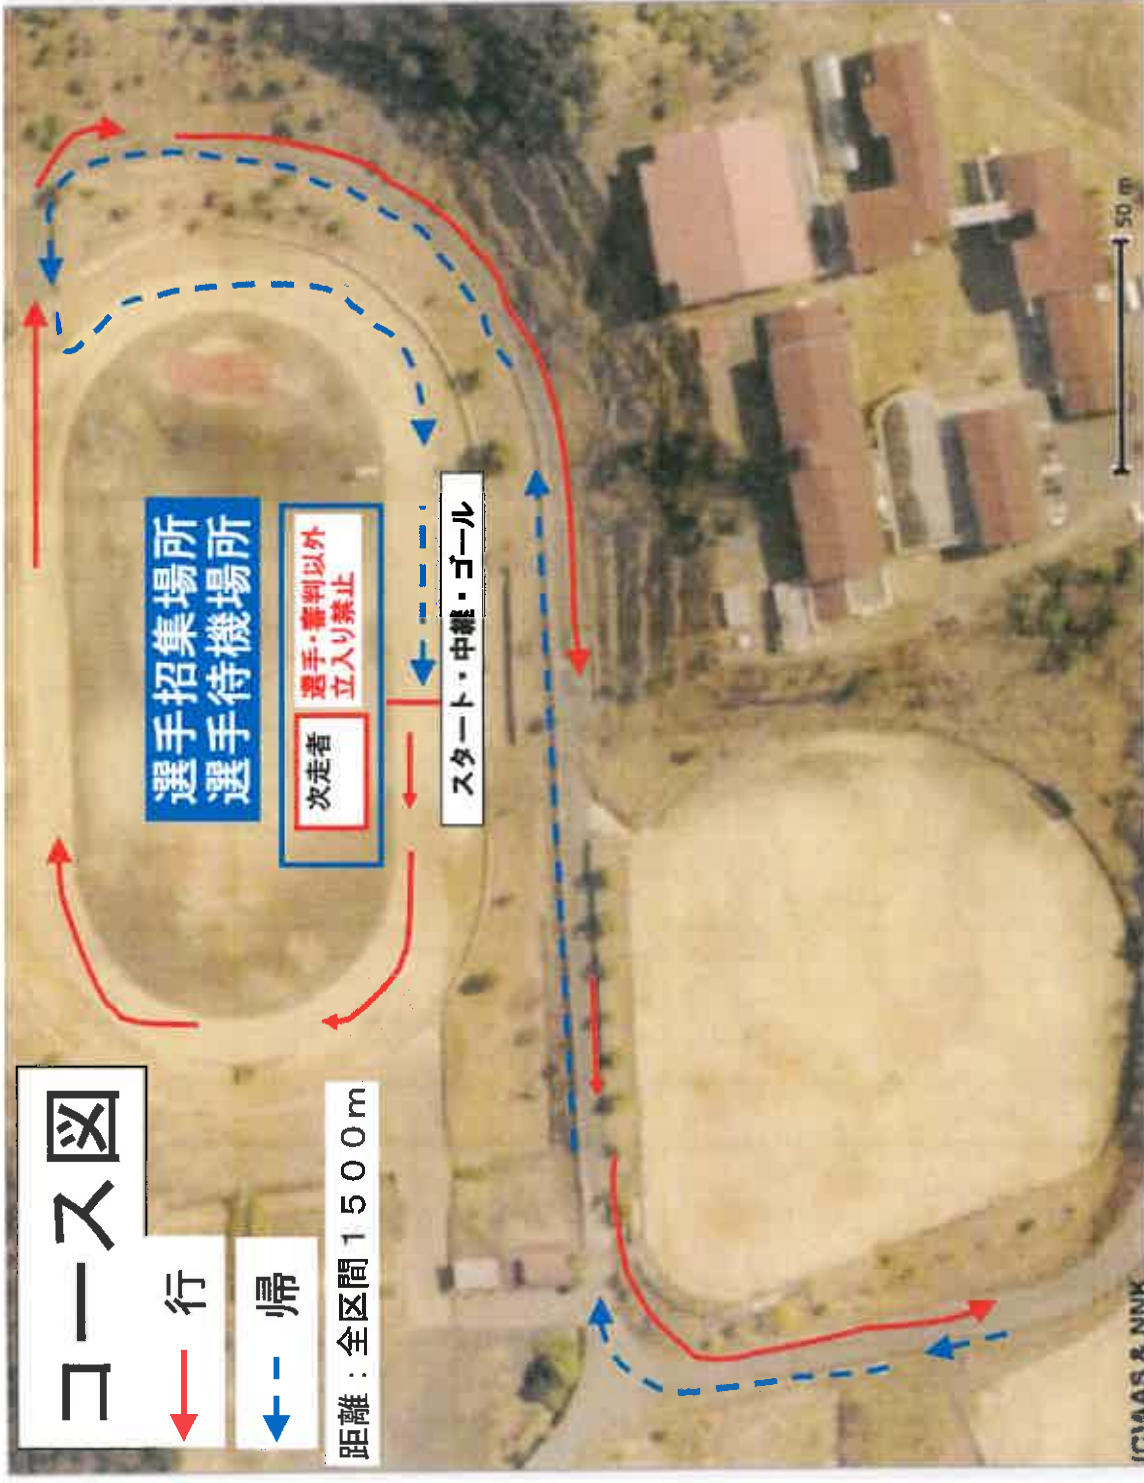 コース図
行
帰
距離：全区間１５００ｍ
選手招集場所
選手待機場所
次走者
選手・審判以外
立入り禁止
スタート・中継・ゴール
50 m